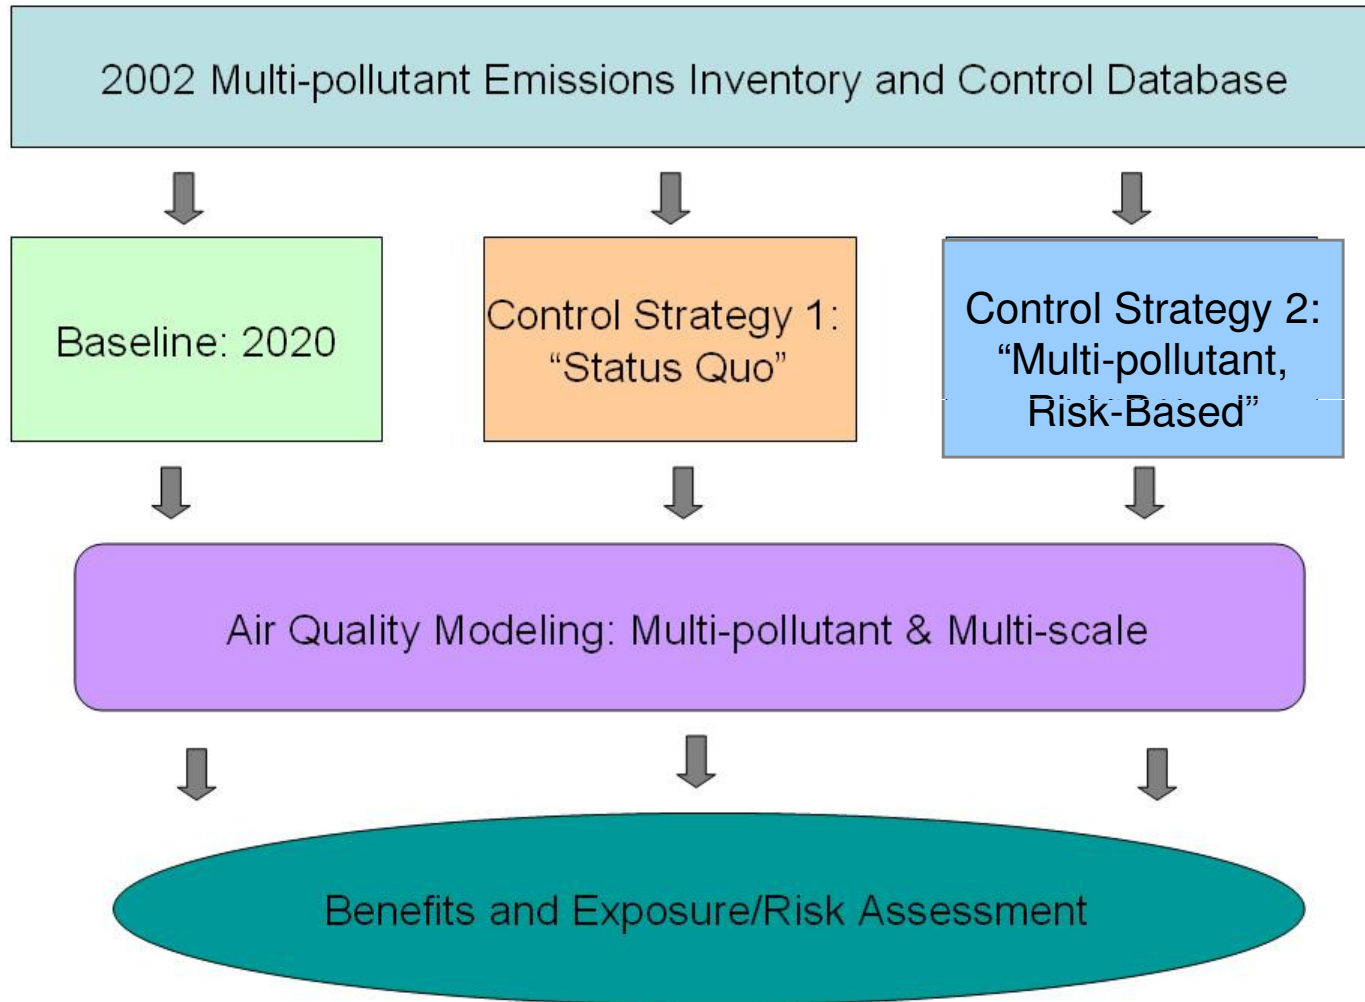 2002 Multi-pollutant Emissions Inventory and Control Database
Baseline: 2020
Control Strategy 1:
“Status Quo”
Control Strategy 2:
“Multi-pollutant,
Risk-Based”
Air Quality Modeling: Multi-pollutant & Multi-scale
Benefits and Exposure/Risk Assessment